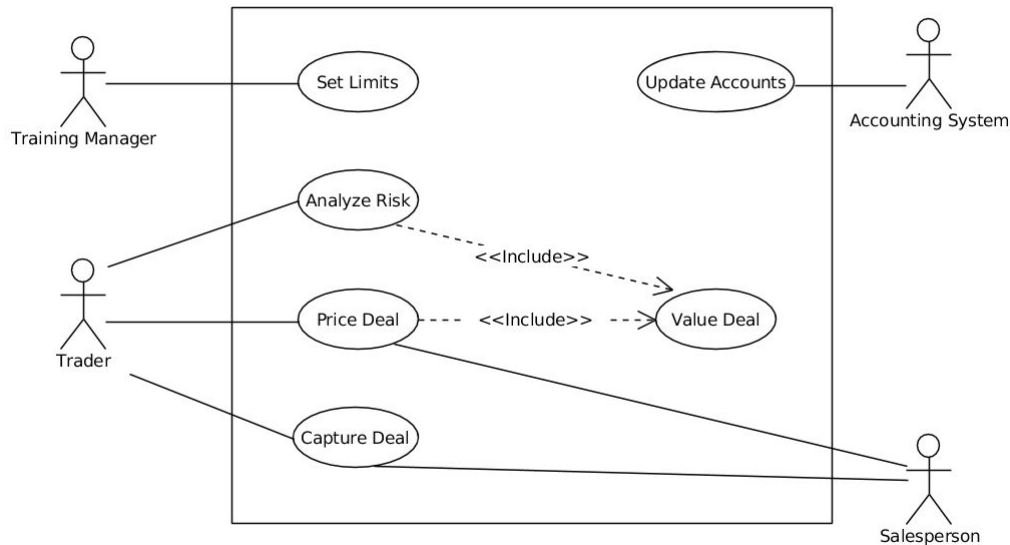 Set Limits
Update Accounts
Training Manager
Accounting System
Analyze Risk
<<Include>>
Price Deal
<<Include>>
Value Deal
Trader
Capture Deal
Salesperson